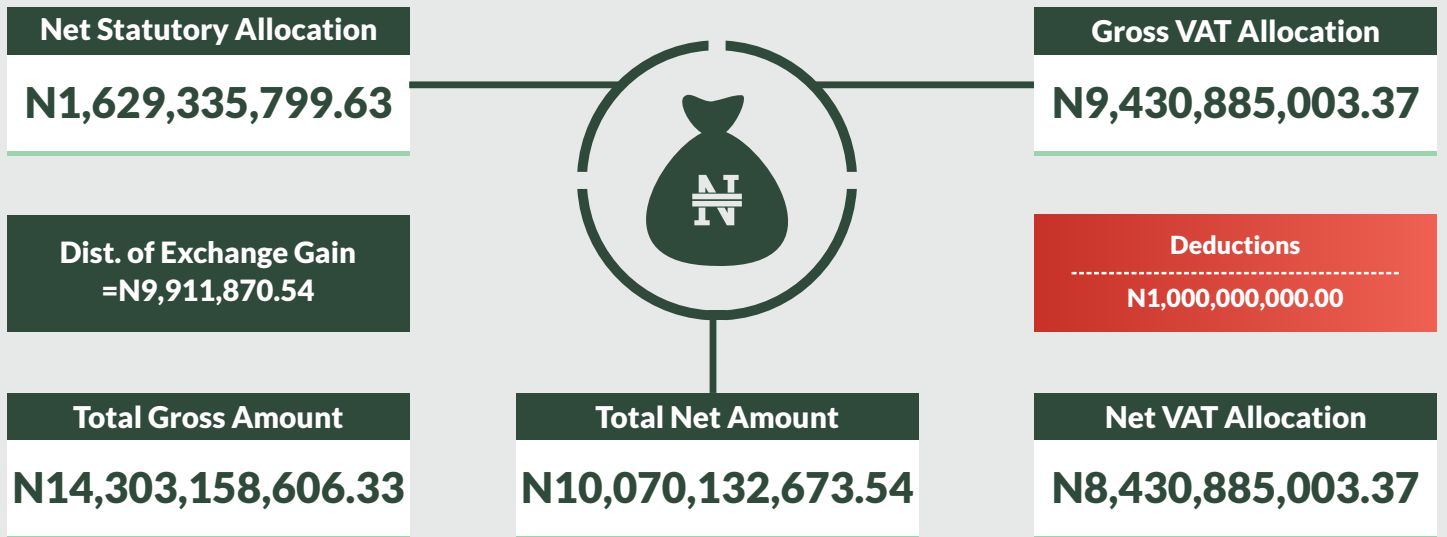 Net Statutory Allocation
N1,629,335,799.63
Gross VAT Allocation
N9,430,885,003.37
₦
Dist. of Exchange Gain
=N9,911,870.54
Deductions
N1,000,000,000.00
Total Gross Amount
N14,303,158,606.33
Total Net Amount
N10,070,132,673.54
Net VAT Allocation
N8,430,885,003.37